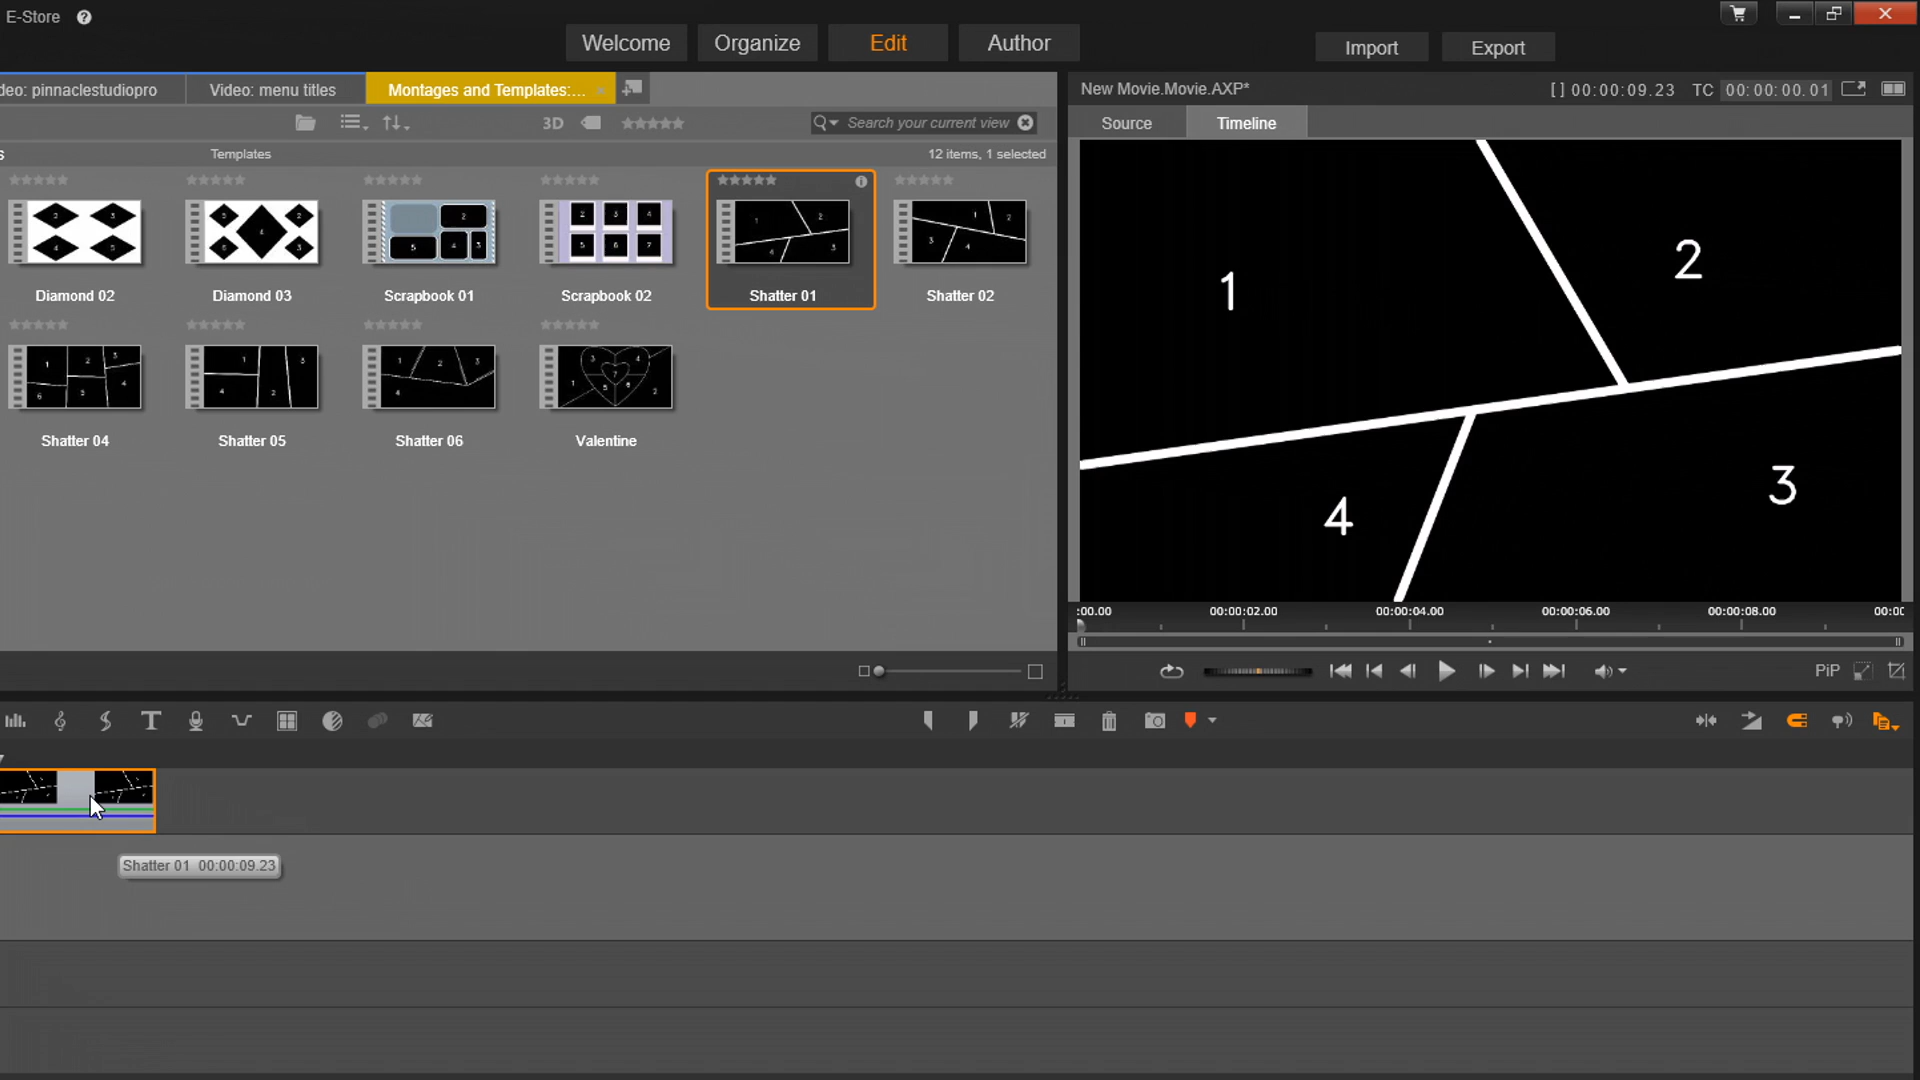 E-Store ?
Welcome Organize Edit Author
Import Export
deo: pinnaclestudiopro Video: menu titles Montages and Templates:...
New Movie.Movie.AXP* [ ] 00:00:09.23 TC 00:00:00.01
Source Timeline
3D Search your current view
s Templates 12 items, 1 selected
Diamond 02 Diamond 03 Scrapbook 01 Scrapbook 02 Shatter 01 Shatter 02
Shatter 04 Shatter 05 Shatter 06 Valentine
1 2
4 3
:00.00 00:00:02.00 00:00:04.00 00:00:06.00 00:00:08.00 00:00
PiP
Shatter 01 00:00:09.23